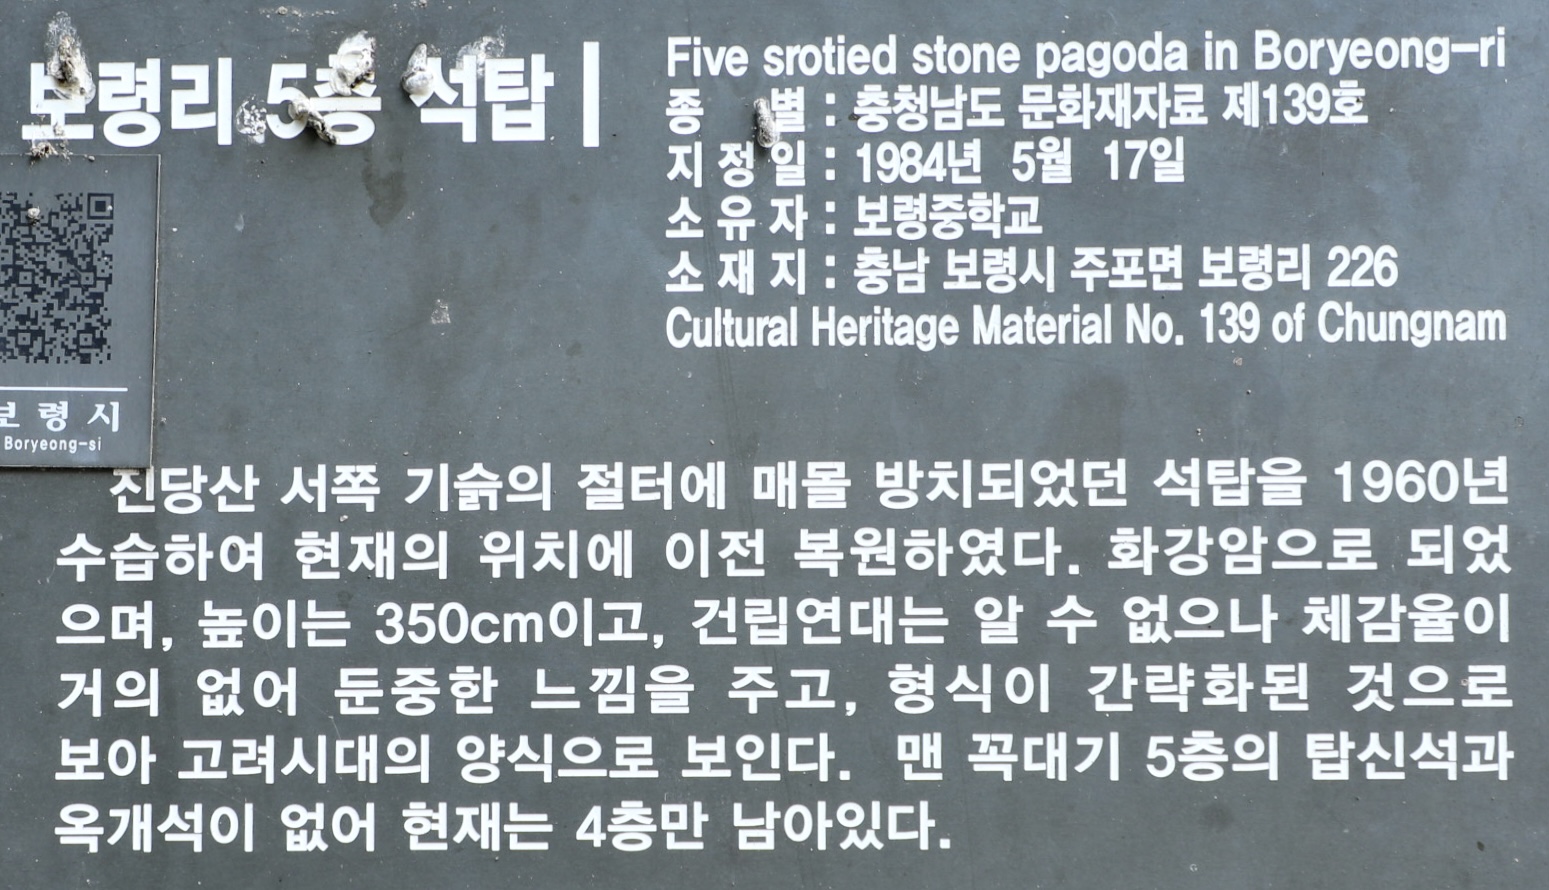 보령리 5층 석탑
Five srotied stone pagoda in Boryeong-ri
종 별 : 충청남도 문화재자료 제139호
지 정 일 : 1984년 5월 17일
소 유 자 : 보령중학교
소 재 지 : 충남 보령시 주포면 보령리 226
Cultural Heritage Material No. 139 of Chungnam
보령시
Boryeong-si
진당산 서쪽 기슭의 절터에 매몰 방치되었던 석탑을 1960년
수습하여 현재의 위치에 이전 복원하였다. 화강암으로 되었
으며, 높이는 350cm이고, 건립연대는 알 수 없으나 체감율이
거의 없어 둔중한 느낌을 주고, 형식이 간략화된 것으로
보아 고려시대의 양식으로 보인다. 맨 꼭대기 5층의 탑신석과
옥개석이 없어 현재는 4층만 남아있다.